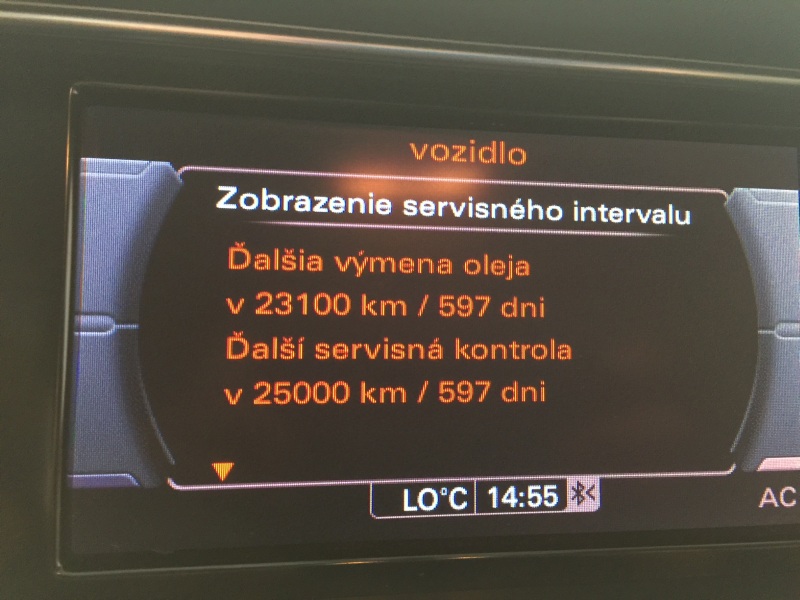 vozidlo
Zobrazenie servisného intervalu
Ďalšia výmena oleja
v 23100 km / 597 dni
Ďalší servisná kontrola
v 25000 km / 597 dni
LO°C 14:55
AC